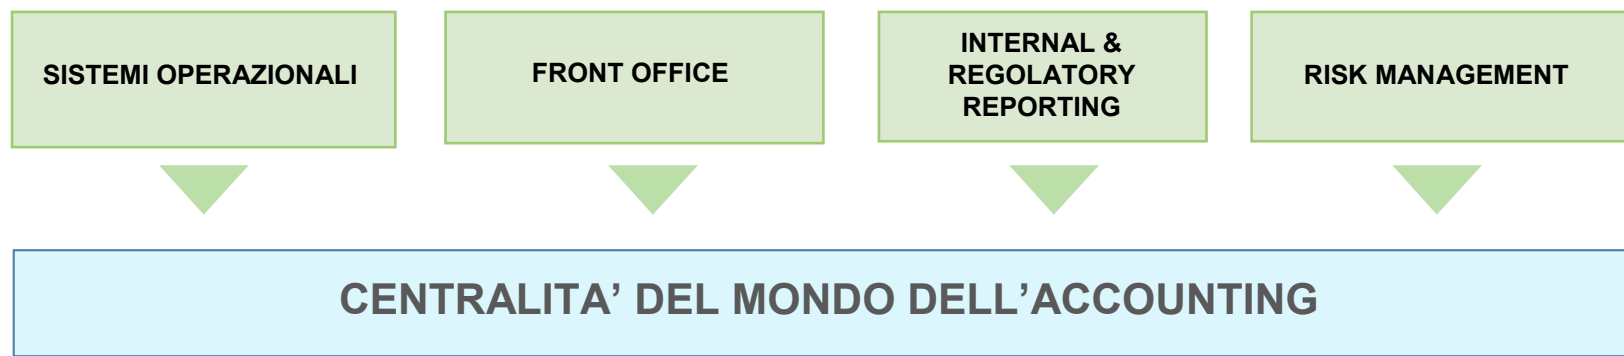 SISTEMI OPERAZIONALI
FRONT OFFICE
INTERNAL &
REGOLATORY
REPORTING
RISK MANAGEMENT
CENTRALITA’ DEL MONDO DELL’ACCOUNTING